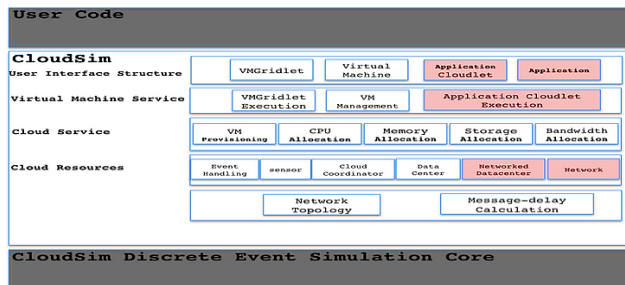 User Code
CloudSim
User Interface Structure
VMGridlet
Virtual
Machine
Application
Cloudlet
Application
Virtual Machine Service
VMGridlet
Execution
VM
Management
Application Cloudlet
Execution
Cloud Service
VM
Provisioning
CPU
Allocation
Memory
Allocation
Storage
Allocation
Bandwidth
Allocation
Cloud Resources
Event
Handling
sensor
Cloud
Coordinator
Data
Center
Networked
Datacenter
Network
Network
Topology
Message-delay
Calculation
CloudSim Discrete Event Simulation Core